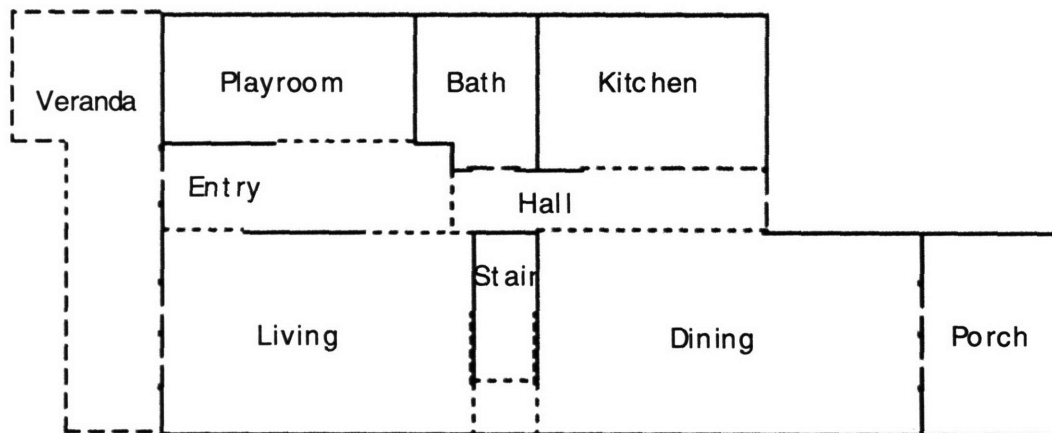 Playroom
Bath
Kitchen
Veranda
Entry
Hall
Stair
Living
Dining
Porch